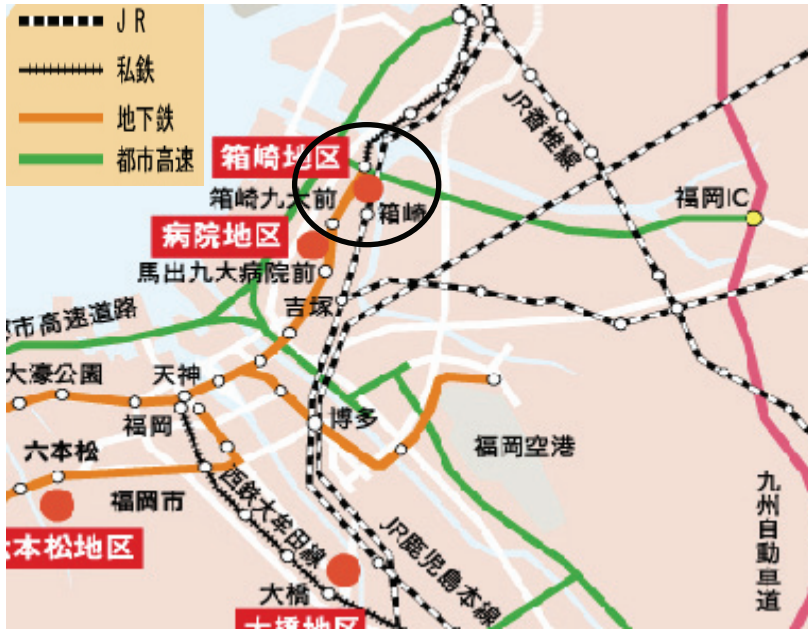 JR
私鉄
地下鉄
都市高速
箱崎地区
箱崎九大前
箱崎
病院地区
馬出九大病院前
吉塚
JR香椎線
福岡IC
市高速道路
大濠公園
天神
福岡
博多
福岡空港
六本松
福岡市
本松地区
西鉄大牟田線
JR鹿児島本線
九州自動車道
大橋
大橋地区